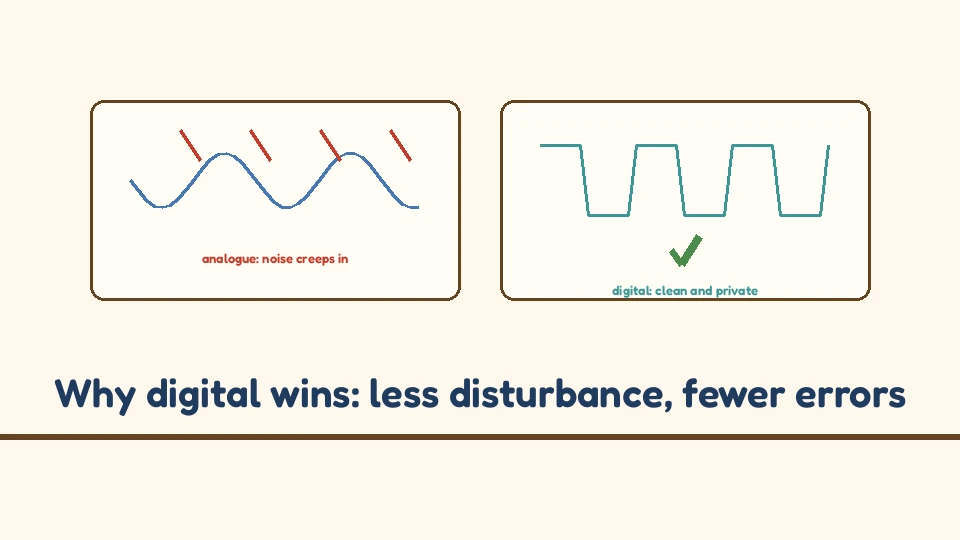 analogue: noise creeps in
digital: clean and private
Why digital wins: less disturbance, fewer errors